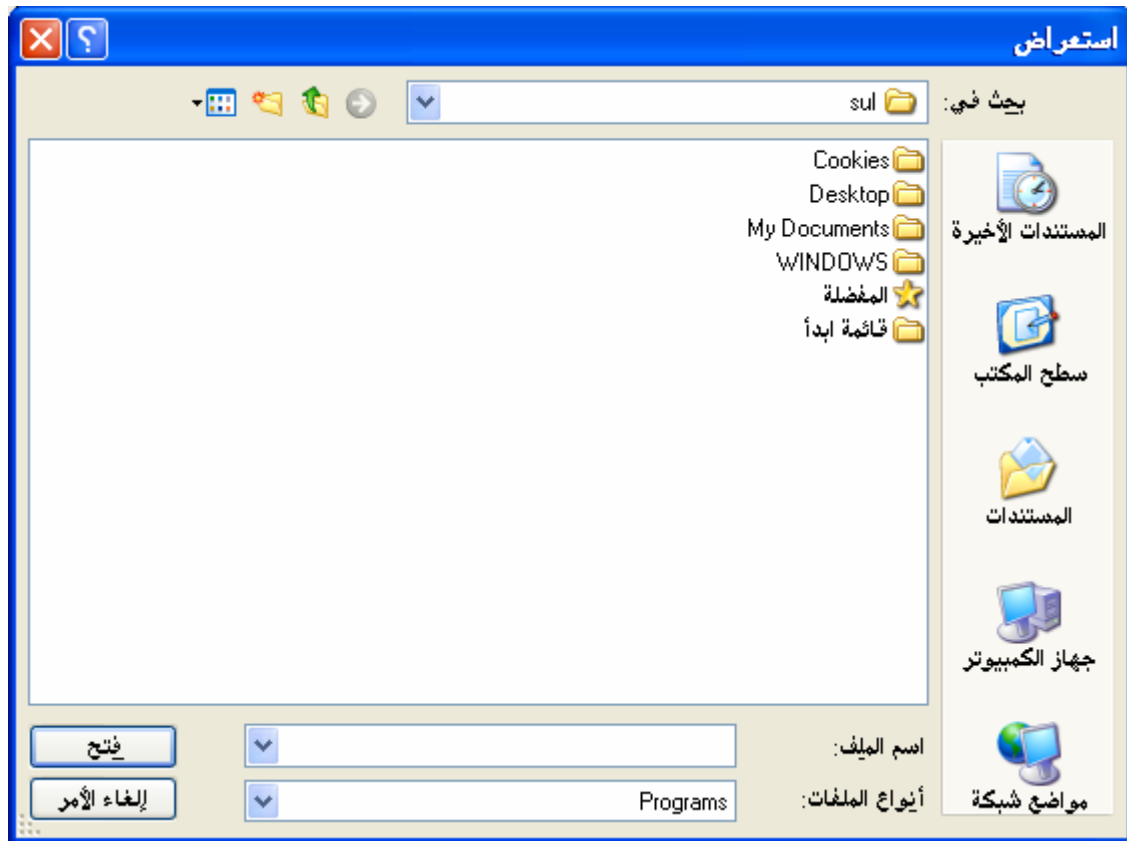 استعراض
بحث في:
sul
Cookies
Desktop
My Documents
WINDOWS
المفضلة
قائمة ابدأ
المستندات الأخيرة
سطح المكتب
المستندات
جهاز الكمبيوتر
مواضع شبكة
اسم الملف:
فتح
أنواع الملفات:
Programs
إلغاء الأمر